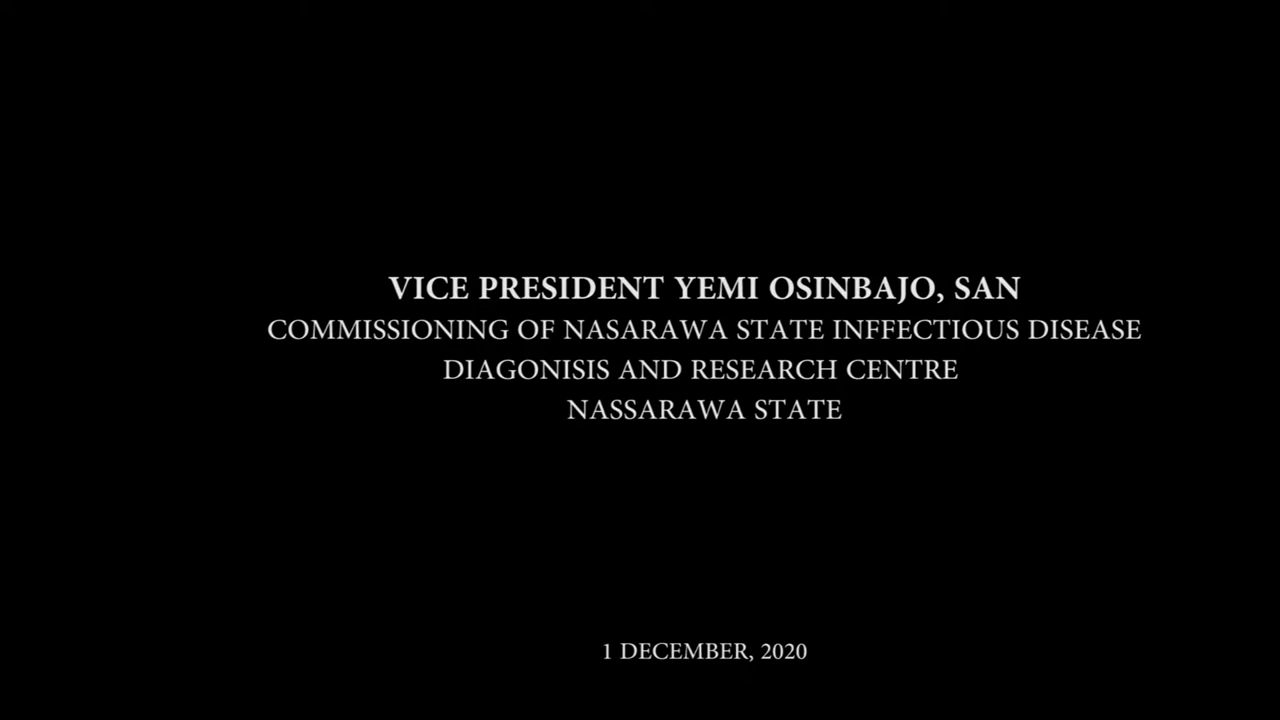 VICE PRESIDENT YEMI OSINBAJO, SAN
COMMISSIONING OF NASARAWA STATE INFFECTIOUS DISEASE
DIAGONISIS AND RESEARCH CENTRE
NASSARAWA STATE
1 DECEMBER, 2020